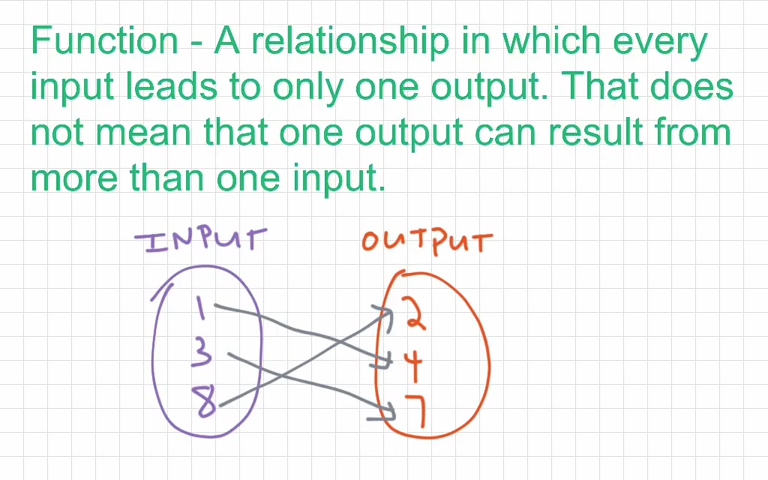 Function - A relationship in which every
input leads to only one output. That does
not mean that one output can result from
more than one input.
INPUT OUTPUT
1 2
3 4
8 7